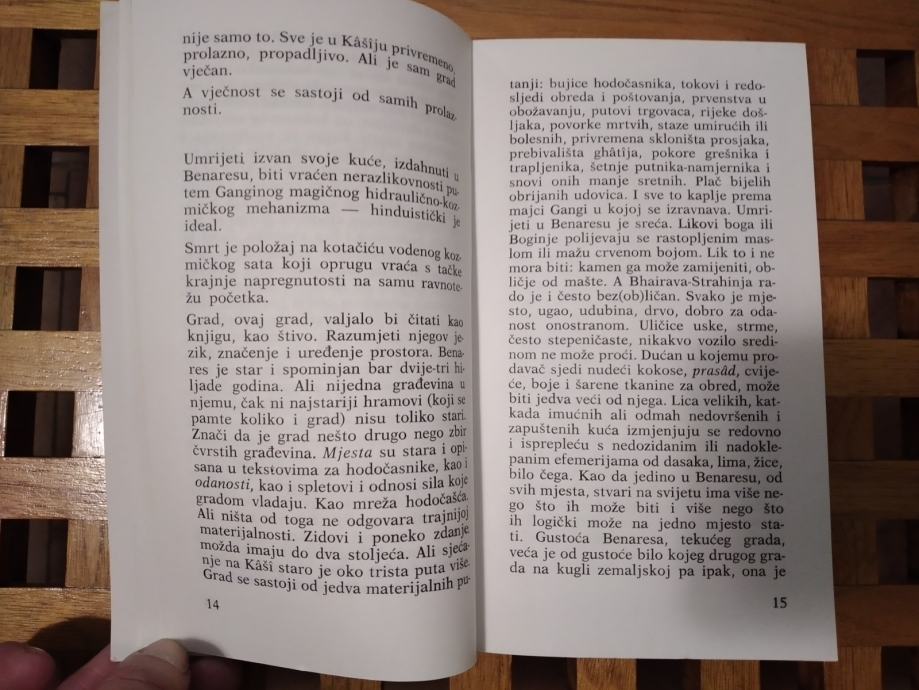 nije samo to. Sve je u Kâšîju privremeno,
prolazno, propadljivo. Ali je sam grad
vječan.
A vječnost se sastoji od samih prolaz-
nosti.
Umrijeti izvan svoje kuće, izdahnuti u
Benaresu, biti vraćen nerazlikovnosti pu-
tem Ganginog magičnog hidraulično-koz-
mičkog mehanizma — hinduistički je
ideal.
Smrt je položaj na kotačiću vodenog koz-
mičkog sata koji oprugu vraća s tačke
krajnje napregnutosti na samu ravnote-
žu početka.
Grad, ovaj grad, valjalo bi čitati kao
knjigu, kao štivo. Razumjeti njegov je-
zik, značenje i uređenje prostora. Bena-
res je star i spominjan bar dvije-tri hi-
ljade godina. Ali nijedna građevina u
njemu, čak ni najstariji hramovi (koji se
pamte koliko i grad) nisu toliko stari.
Znači da je grad nešto drugo nego zbir
čvrstih građevina. Mjesta su stara i opi-
sana u tekstovima za hodočasnike, kao i
odanosti, kao i spletovi i odnosi sila koje
gradom vladaju. Kao mreža hodočašća.
Ali ništa od toga ne odgovara trajnijoj
materijalnosti. Zidovi i poneko zdanje
možda imaju do dva stoljeća. Ali sjeća-
nje na Kâšî staro je oko trista puta više.
Grad se sastoji od jedva materijalnih pu-
14
tanji: bujice hodočasnika, tokovi i redo-
sljedi obreda i poštovanja, prvenstva u
obožavanju, putovi trgovaca, rijeke doš-
ljaka, povorke mrtvih, staze umirućih ili
bolesnih, privremena skloništa prosjaka,
prebivališta ghâtîja, pokore grešnika i
trapljenika, šetnje putnika-namjernika i
snovi onih manje sretnih. Plač bijelih
obrijanih udovica. I sve to kaplje prema
majci Gangi u kojoj se izravnava. Umri-
jeti u Benaresu je sreća. Likovi boga ili
Boginje polijevaju se rastopljenim mas-
lom ili mažu crvenom bojom. Lik to i ne
mora biti: kamen ga može zamijeniti, ob-
ličje od mašte. A Bhairava-Strahinja ra-
do je i često bez(ob)ličan. Svako je mje-
sto, ugao, udubina, drvo, dobro za oda-
nost onostranom. Uličice uske, strme,
često stepeničaste, nikakvo vozilo sredi-
nom ne može proći. Dućan u kojemu pro-
davač sjedi nudeći kokose, prasâd, cvije-
će, boje i šarene tkanine za obred, može
biti jedva veći od njega. Lica velikih, kat-
kada imućnih ali odmah nedovršenih i
zapuštenih kuća izmjenjuju se redovno
i isprepleću s nedozidanim ili nadokle-
panim efemerijama od dasaka, lima, žice,
bilo čega. Kao da jedino u Benaresu, od
svih mjesta, stvari na svijetu ima više ne-
go što ih može biti i više nego što
ih logički može na jedno mjesto sta-
ti. Gustoća Benaresa, tekućeg grada,
veća je od gustoće bilo kojeg drugog gra-
da na kugli zemaljskoj pa ipak, ona je
15